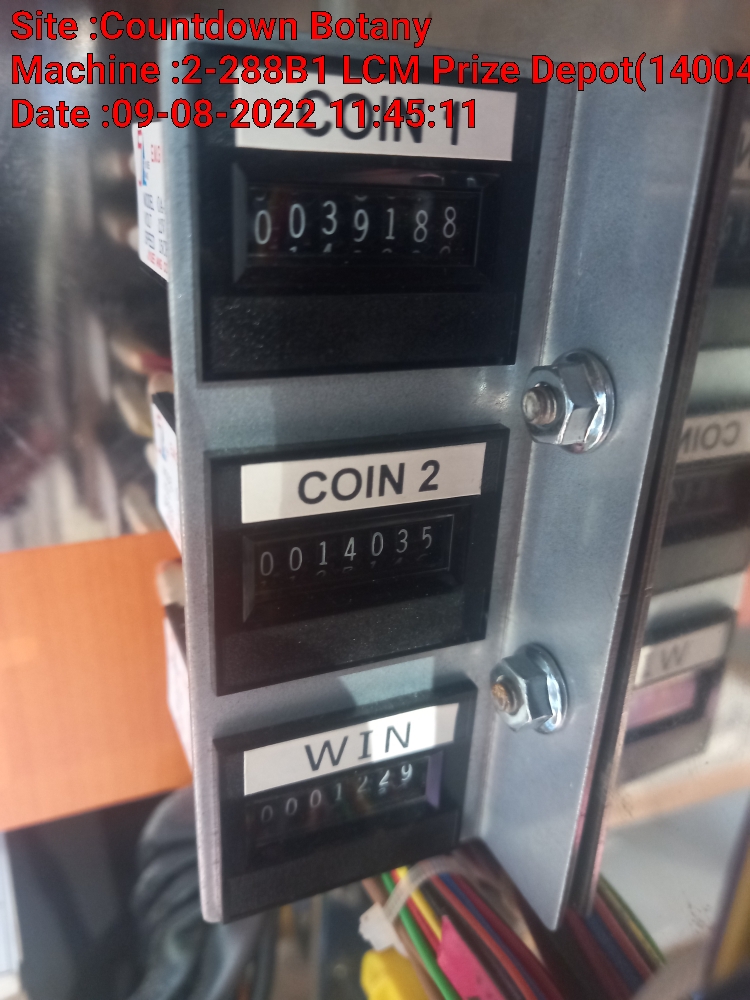 Site :Countdown Botany
Machine :2-288B1 LCM Prize Depot(14004
Date :09-08-2022 11:45:11
COIN 1
0039188
COIN 2
0014035
WIN
0001229